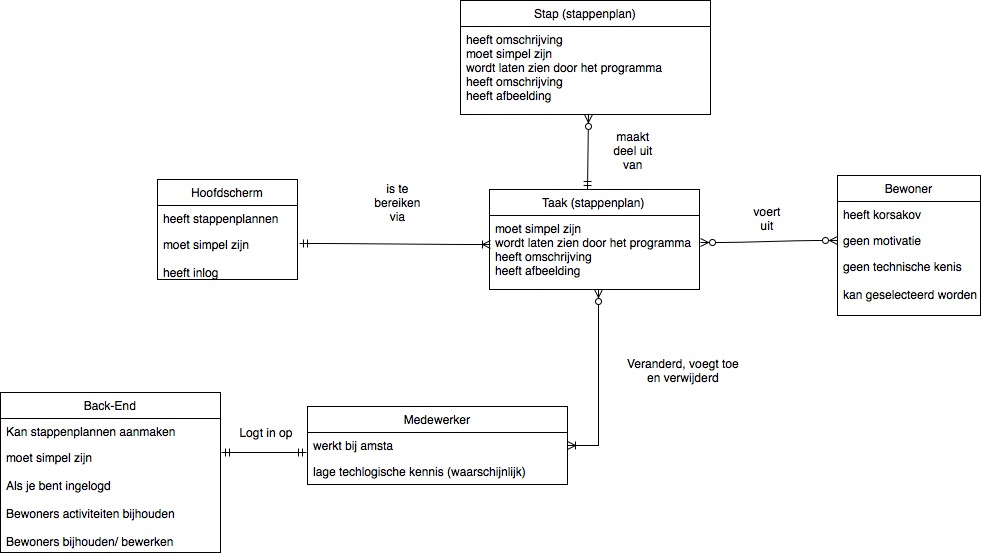 Stap (stappenplan)
heeft omschrijving
moet simpel zijn
wordt laten zien door het programma
heeft omschrijving
heeft afbeelding
maakt
deel uit
van
Hoofdscherm
heeft stappenplannen
moet simpel zijn
heeft inlog
is te
bereiken
via
Taak (stappenplan)
moet simpel zijn
wordt laten zien door het programma
heeft omschrijving
heeft afbeelding
voert
uit
Bewoner
heeft korsakov
geen motivatie
geen technische kenis
kan geselecteerd worden
Veranderd, voegt toe
en verwijderd
Back-End
Kan stappenplannen aanmaken
moet simpel zijn
Als je bent ingelogd
Bewoners activiteiten bijhouden
Bewoners bijhouden/ bewerken
Logt in op
Medewerker
werkt bij amsta
lage techlogische kennis (waarschijnlijk)